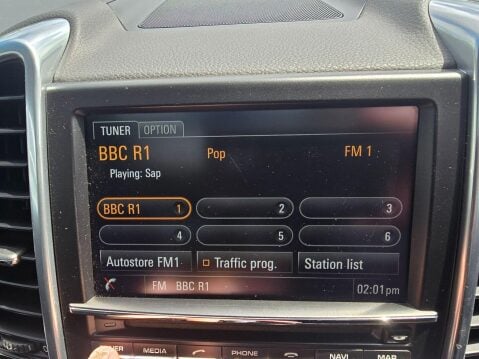 TUNER OPTION
BBC R1 Pop FM 1
Playing: Sap
BBC R1 1 2 3
4 5 6
Autostore FM1 Traffic prog. Station list
FM BBC R1 02:01pm
MEDIA PHONE NAVI MAP